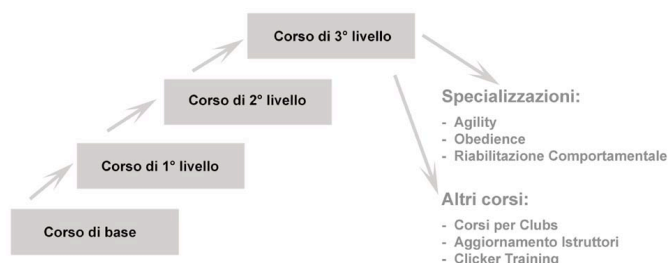 Corso di 3° livello
Corso di 2° livello
Corso di 1° livello
Corso di base
Specializzazioni:
- Agility
- Obedience
- Riabilitazione Comportamentale
Altri corsi:
- Corsi per Clubs
- Aggiornamento Istruttori
- Clicker Training